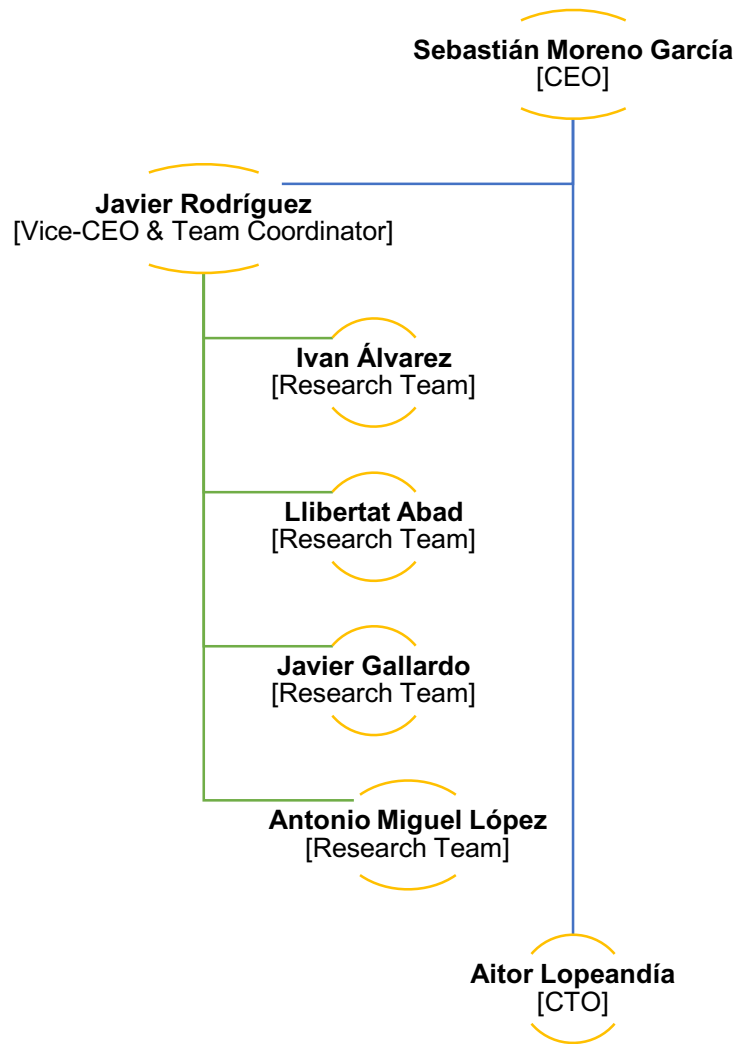 Sebastián Moreno García
[CEO]
Javier Rodríguez
[Vice-CEO & Team Coordinator]
Ivan Álvarez
[Research Team]
Llibertat Abad
[Research Team]
Javier Gallardo
[Research Team]
Antonio Miguel López
[Research Team]
Aitor Lopeandía
[CTO]